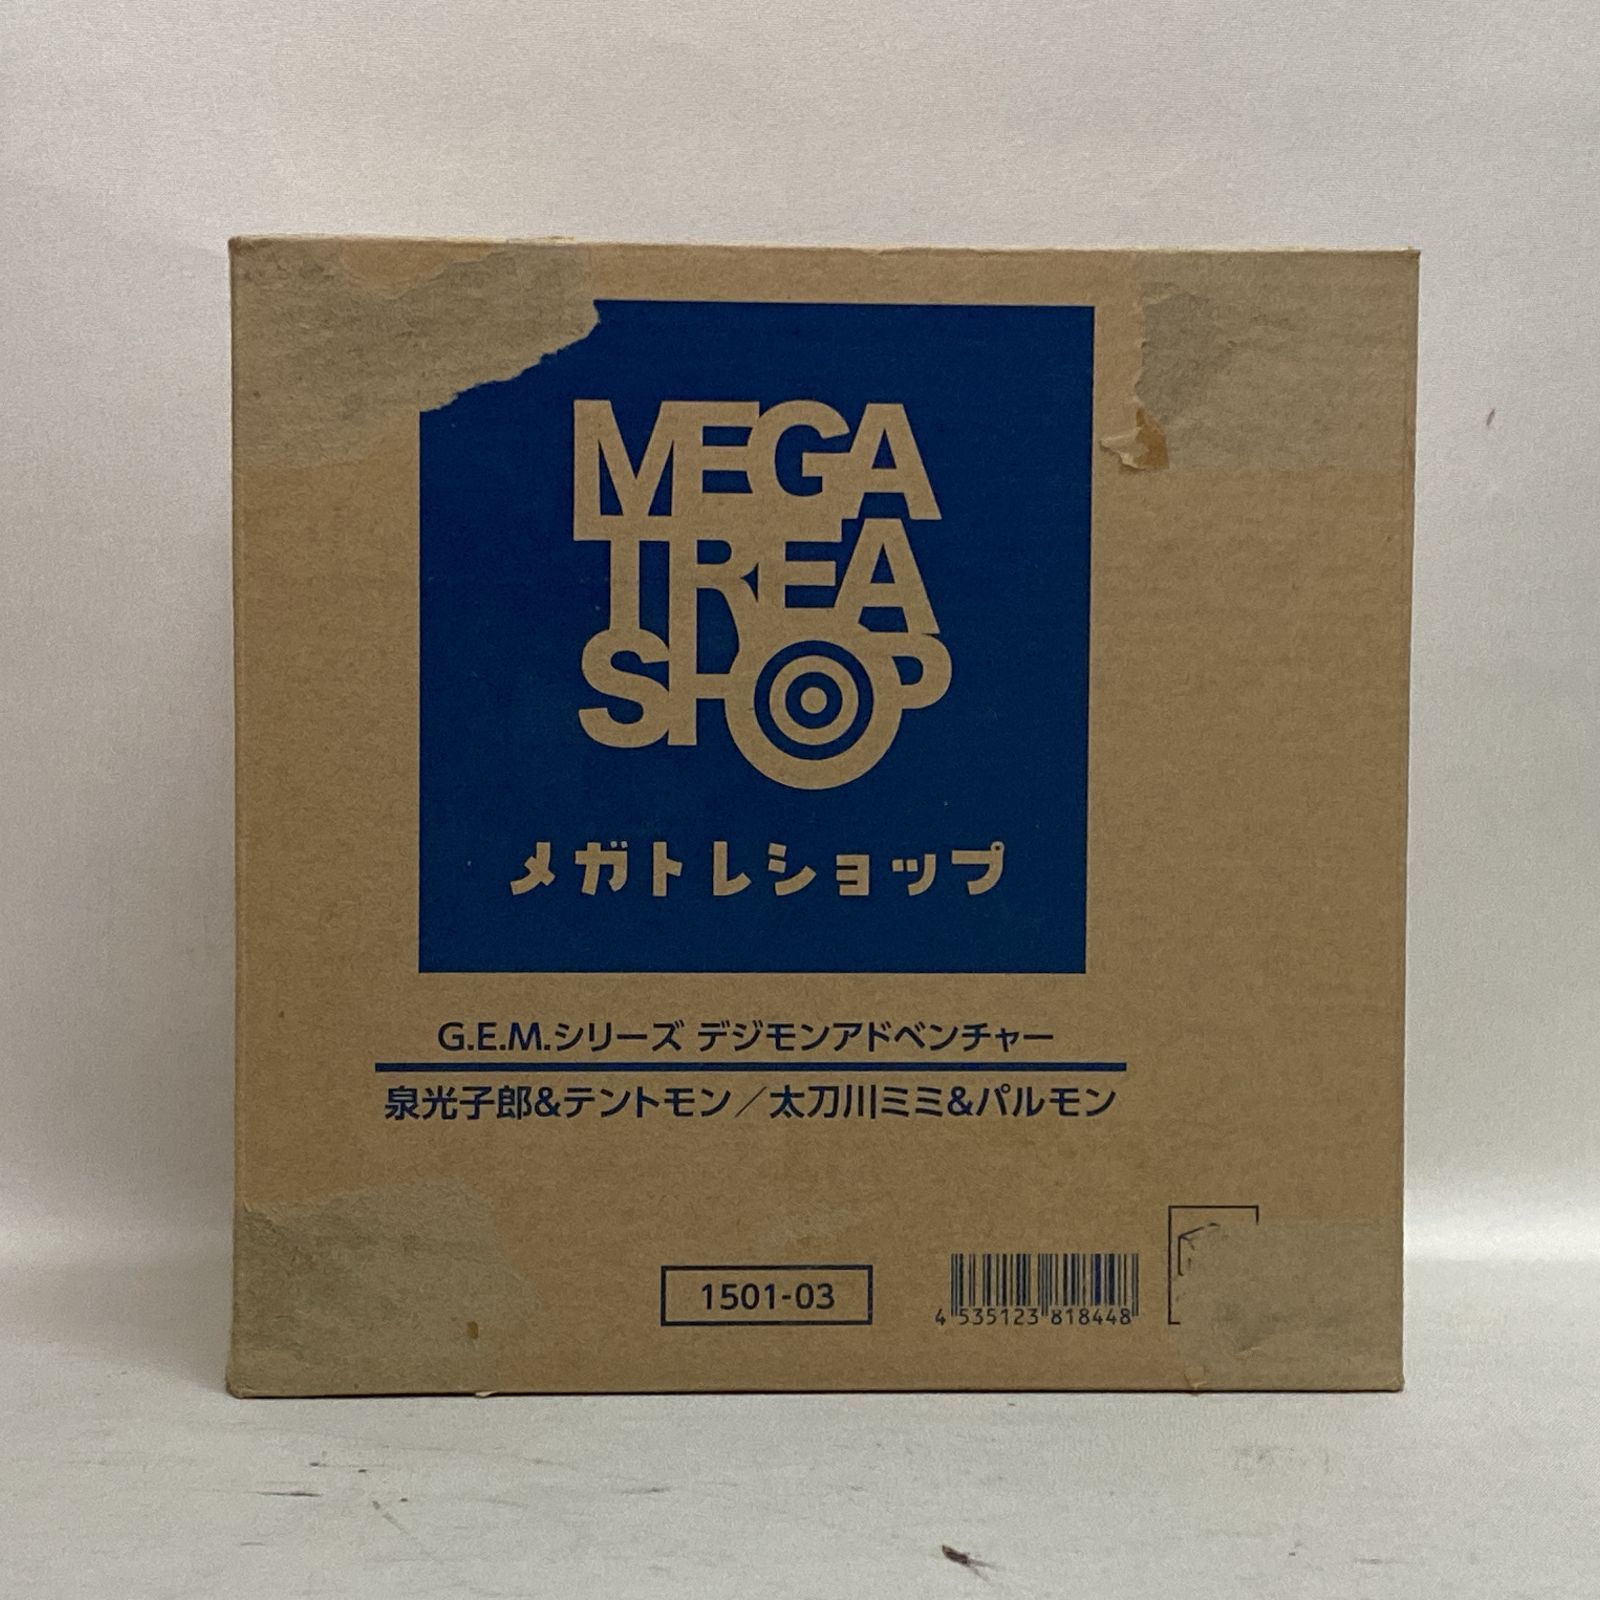 MEGA
TREA
SHOP
メガトレショップ
G.E.M.シリーズ デジモンアドベンチャー
泉光子郎&テントモン／太刀川ミミ&パルモン
1501-03
4 535123 818448